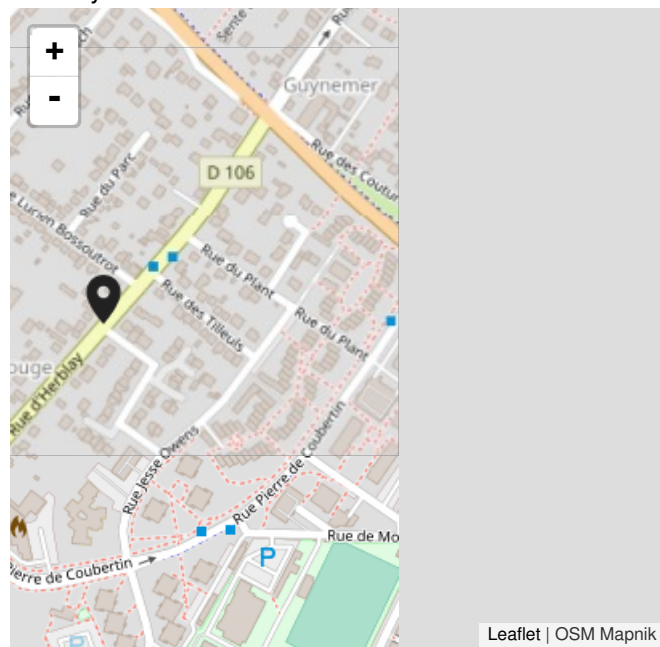 +
-
Guynemer
Rue des Coutur
D 106
Rue du Parc
e Lucien Bossoutrot
Rue du Plant
Rue des Tilleuls
Rue du Plant
ouge
Rue d'Herblay
Rue Jesse Owens
Rue Pierre de Coubertin
Rue de Mo
Pierre de Coubertin
P
P
Leaflet | OSM Mapnik